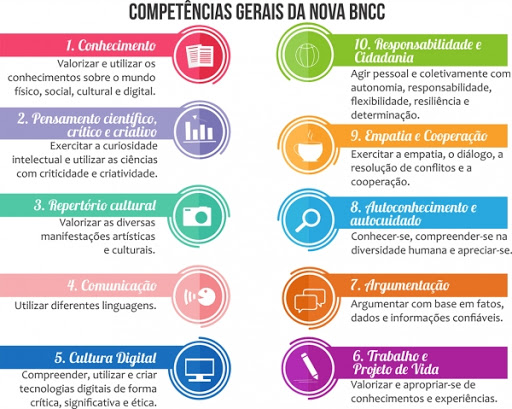 COMPETÊNCIAS GERAIS DA NOVA BNCC
1. Conhecimento
Valorizar e utilizar os
conhecimentos sobre o mundo
físico, social, cultural e digital.
2. Pensamento científico,
crítico e criativo
Exercitar a curiosidade
intelectual e utilizar as ciências
com criticidade e criatividade.
3. Repertório cultural
Valorizar as diversas
manifestações artísticas
e culturais.
4. Comunicação
Utilizar diferentes linguagens.
5. Cultura Digital
Compreender, utilizar e criar
tecnologias digitais de forma
crítica, significativa e ética.
10. Responsabilidade e
Cidadania
Agir pessoal e coletivamente com
autonomia, responsabilidade,
flexibilidade, resiliência e
determinação.
9. Empatia e Cooperação
Exercitar a empatia, o diálogo, a
resolução de conflitos e a
cooperação.
8. Autoconhecimento e
autocuidado
Conhecer-se, compreender-se na
diversidade humana e apreciar-se.
7. Argumentação
Argumentar com base em fatos,
dados e informações confiáveis.
6. Trabalho e
Projeto de Vida
Valorizar e apropriar-se de
conhecimentos e experiências.